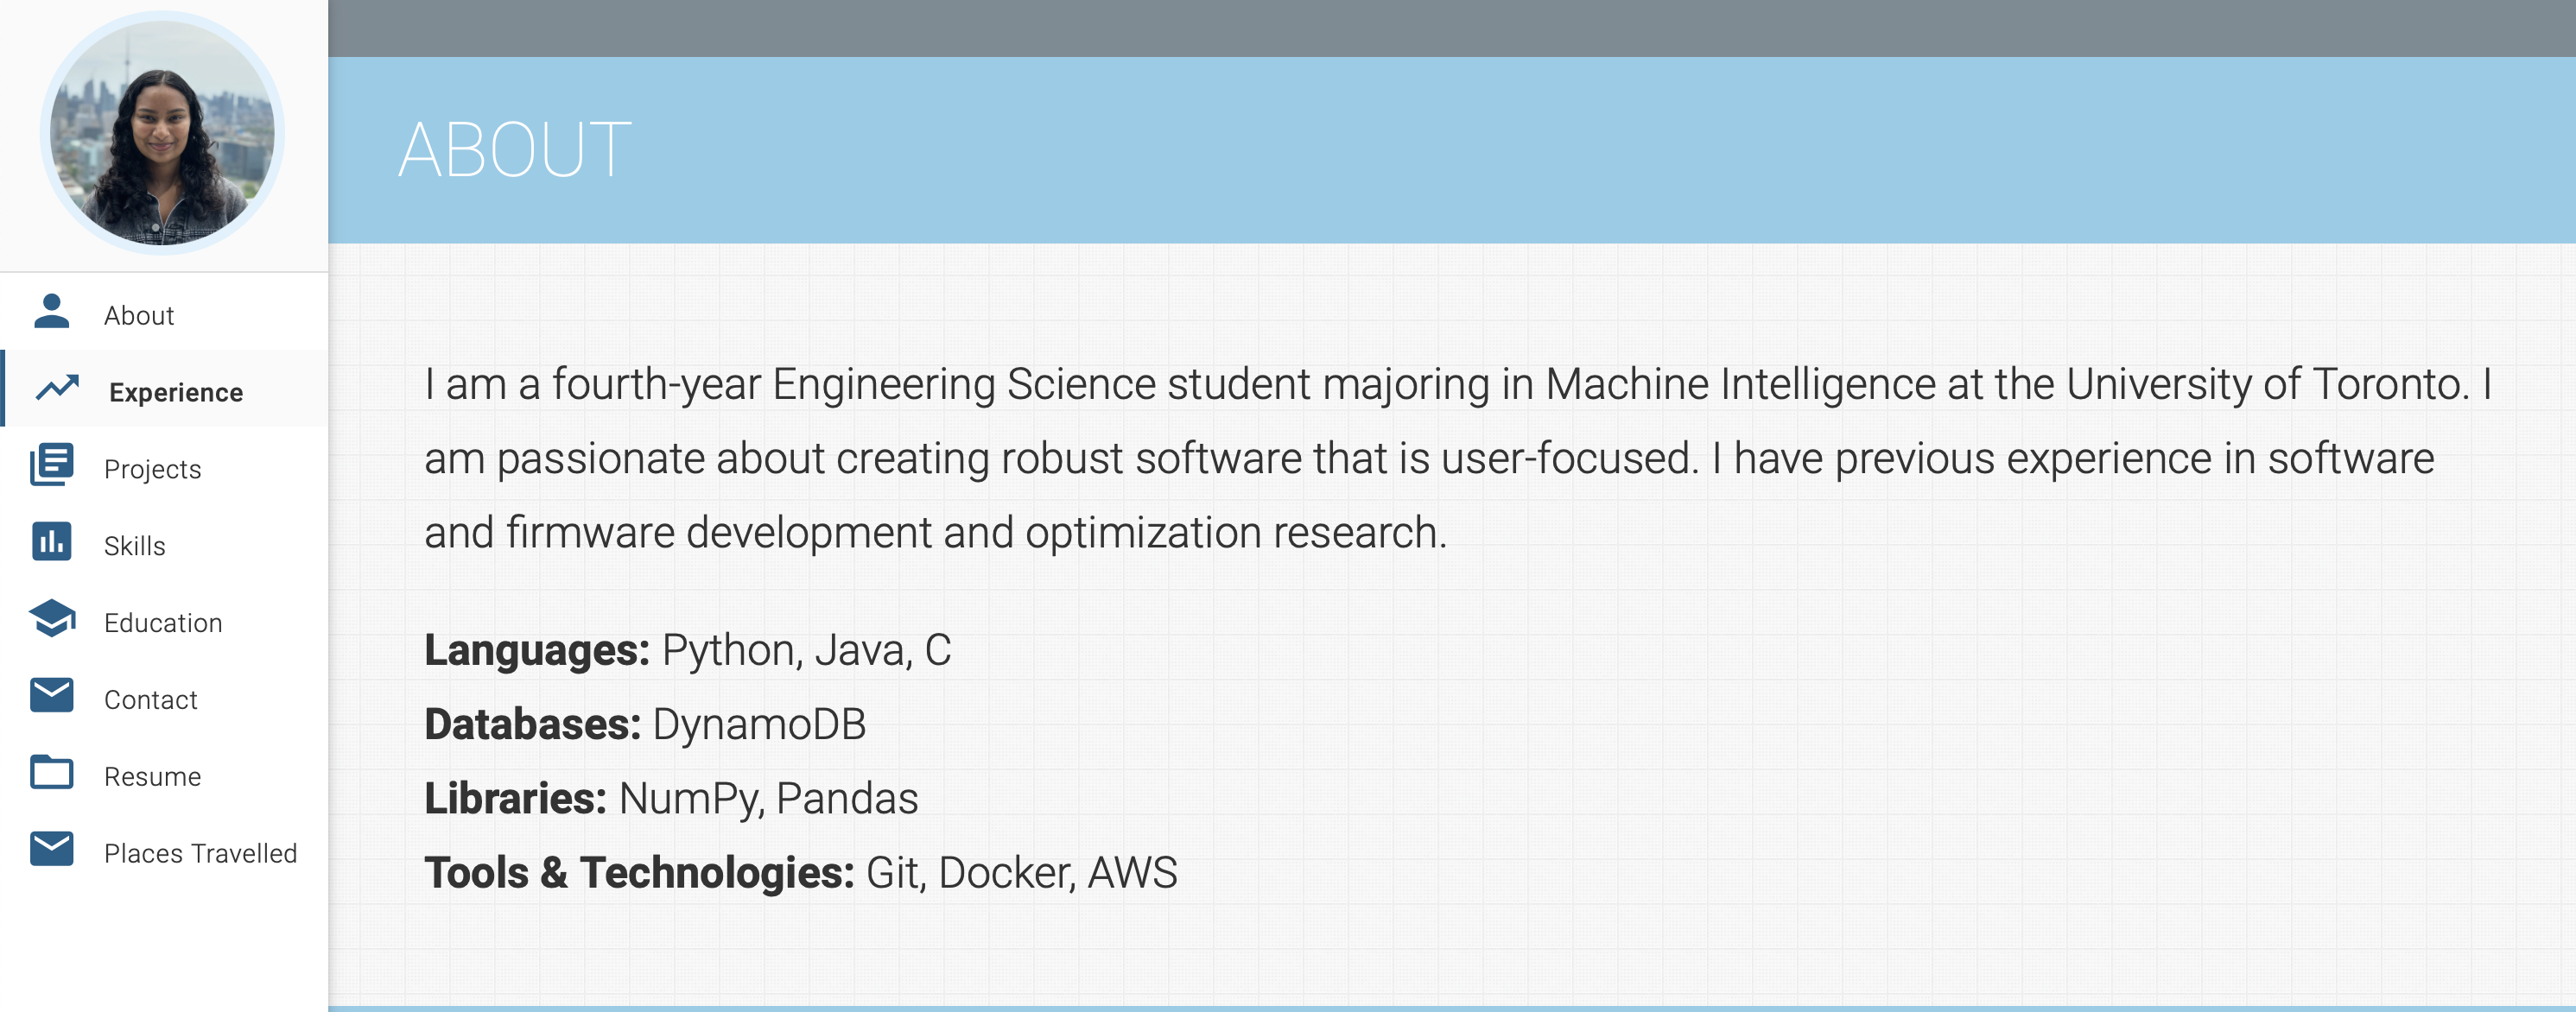 About
Experience
Projects
Skills
Education
Contact
Resume
Places Travelled
ABOUT
I am a fourth-year Engineering Science student majoring in Machine Intelligence at the University of Toronto. I
am passionate about creating robust software that is user-focused. I have previous experience in software
and firmware development and optimization research.
Languages: Python, Java, C
Databases: DynamoDB
Libraries: NumPy, Pandas
Tools & Technologies: Git, Docker, AWS